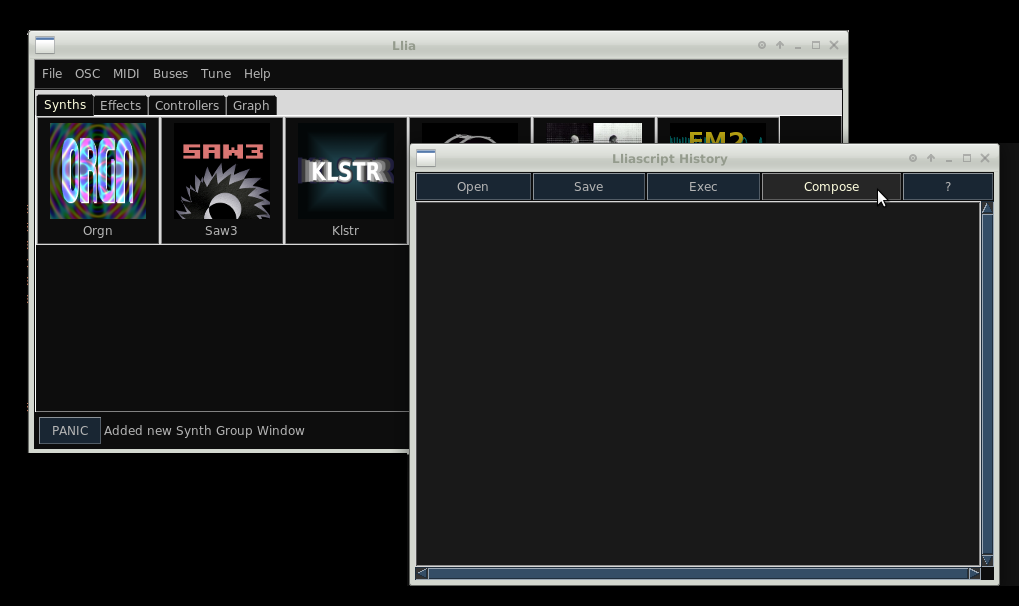 Llia
File OSC MIDI Buses Tune Help
Synths Effects Controllers Graph
ORGN SAW3 KLSTR
Orgn Saw3 Klstr
PANIC Added new Synth Group Window
Lliascript History
Open Save Exec Compose ?